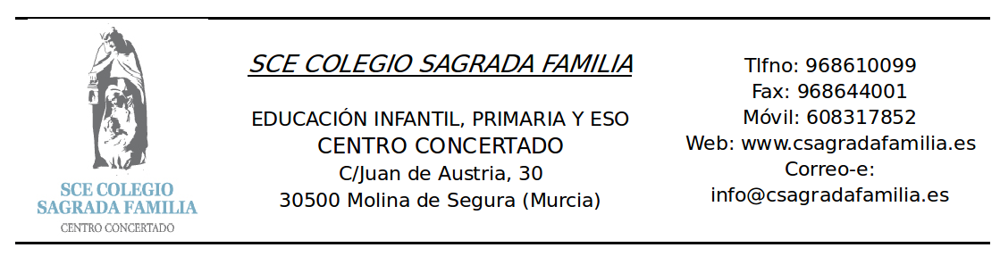 SCE COLEGIO
SAGRADA FAMILIA
CENTRO CONCERTADO
SCE COLEGIO SAGRADA FAMILIA
EDUCACIÓN INFANTIL, PRIMARIA Y ESO
CENTRO CONCERTADO
C/Juan de Austria, 30
30500 Molina de Segura (Murcia)
Tlfno: 968610099
Fax: 968644001
Móvil: 608317852
Web: www.csagradafamilia.es
Correo-e:
info@csagradafamilia.es